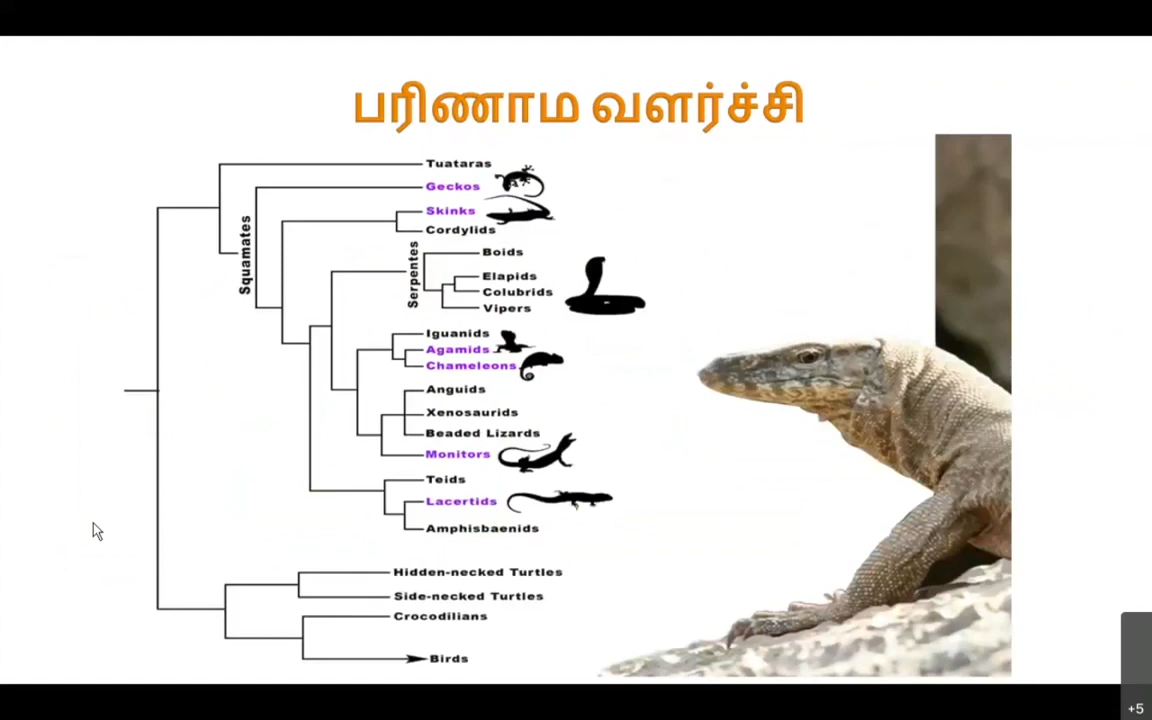 பரிணாம வளர்ச்சி
Tuataras
Geckos
Squamates
Skinks
Cordylids
Serpentes
Boids
Elapids
Colubrids
Vipers
Iguanids
Agamids
Chameleons
Anguids
Xenosaurids
Beaded Lizards
Monitors
Teids
Lacertids
Amphisbaenids
Hidden-necked Turtles
Side-necked Turtles
Crocodilians
Birds
+5